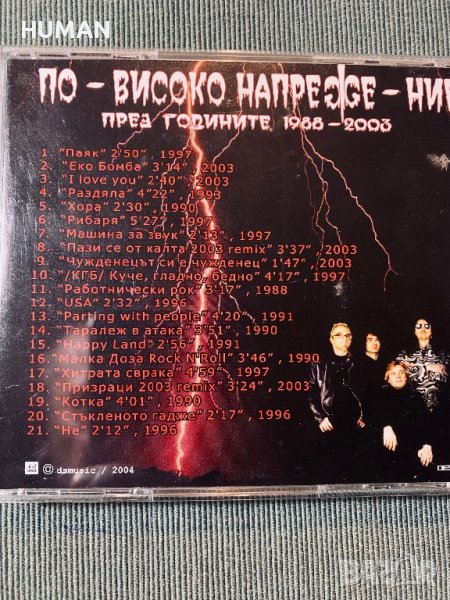 HUMAN
ПО - ВИСОКО НАПРЕЖЕ - НИЕ
ПРЕЗ ГОДИНИТЕ 1988 - 2003
1. "Паяк" 2'50", 1997
2. "Еко Бомба" 3'14", 2003
3. "I love you" 2'40", 2003
4. "Раздяла" 4'22", 1993
5. "Хора" 2'30", 1990
6. "Рибаря" 5'27", 1997
7. "Машина за звук" 2'13", 1997
8. "Пази се от калта 2003 remix" 3'37", 2003
9. "Чужденецът си е чужденец" 1'47", 2003
10. "/КГБ/ Куче, гладно, бедно" 4'17", 1997
11. "Работнически рок" 3'17", 1988
12. "USA" 2'32", 1996
13. "Parting with people" 4'20", 1991
14. "Таралеж в атака" 3'51", 1990
15. "Happy Land" 2'56", 1991
16. "Малка Доза Rock N'Roll" 3'46", 1990
17. "Хитрата сврака" 4'59", 1997
18. "Призраци 2003 remix" 3'24", 2003
19. "Котка" 4'01", 1990
20. "Стъкленото гадже" 2'17", 1996
21. "Не" 2'12", 1996
© dsmusic / 2004
Bazar